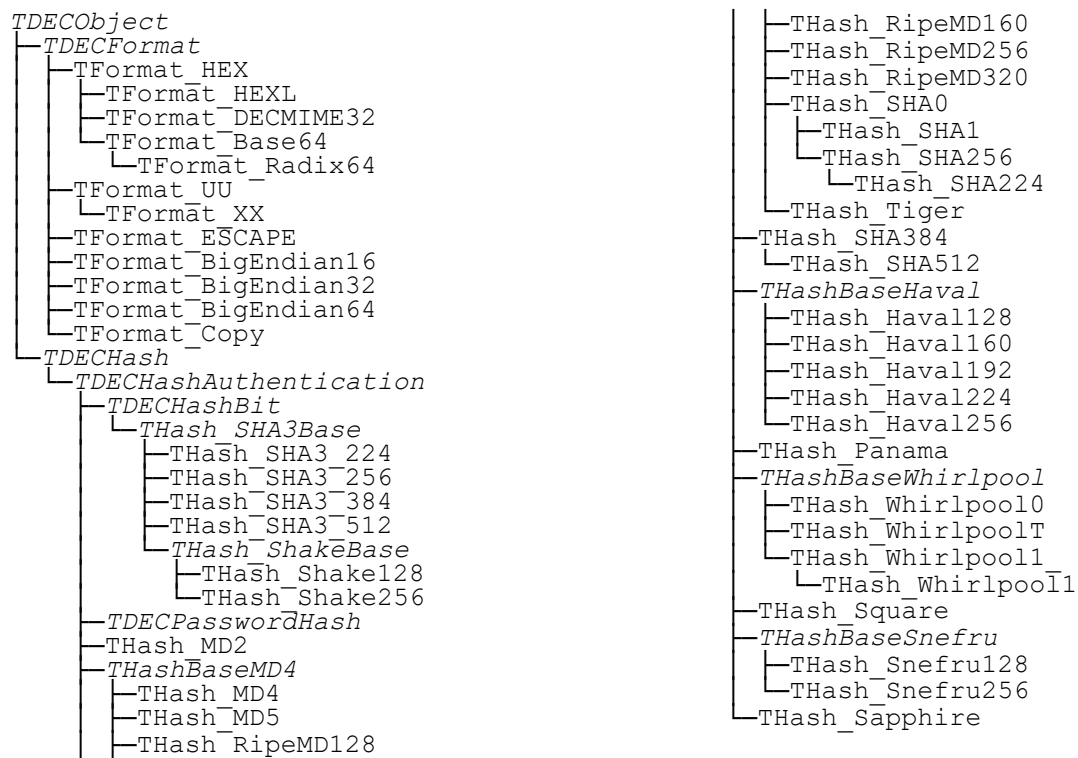 TDECObject
TDECFormat
TFormat_HEX
TFormat_HEXL
TFormat_DECMIME32
TFormat_Base64
TFormat_Radix64
TFormat_UU
TFormat_XX
TFormat_ESCAPE
TFormat_BigEndian16
TFormat_BigEndian32
TFormat_BigEndian64
TFormat_Copy
TDECHash
TDECHashAuthentication
TDECHashBit
THash_SHA3Base
THash_SHA3_224
THash_SHA3_256
THash_SHA3_384
THash_SHA3_512
THash_ShakeBase
THash_Shake128
THash_Shake256
TDECPasswordHash
THash_MD2
THashBaseMD4
THash_MD4
THash_MD5
THash_RipeMD128
THash_RipeMD160
THash_RipeMD256
THash_RipeMD320
THash_SHA0
THash_SHA1
THash_SHA256
THash_SHA224
THash_Tiger
THash_SHA384
THash_SHA512
THashBaseHaval
THash_Haval128
THash_Haval160
THash_Haval192
THash_Haval224
THash_Haval256
THash_Panama
THashBaseWhirlpool
THash_Whirlpool0
THash_WhirlpoolT
THash_Whirlpool1_
THash_Whirlpool1
THash_Square
THashBaseSnefru
THash_Snefru128
THash_Snefru256
THash_Sapphire